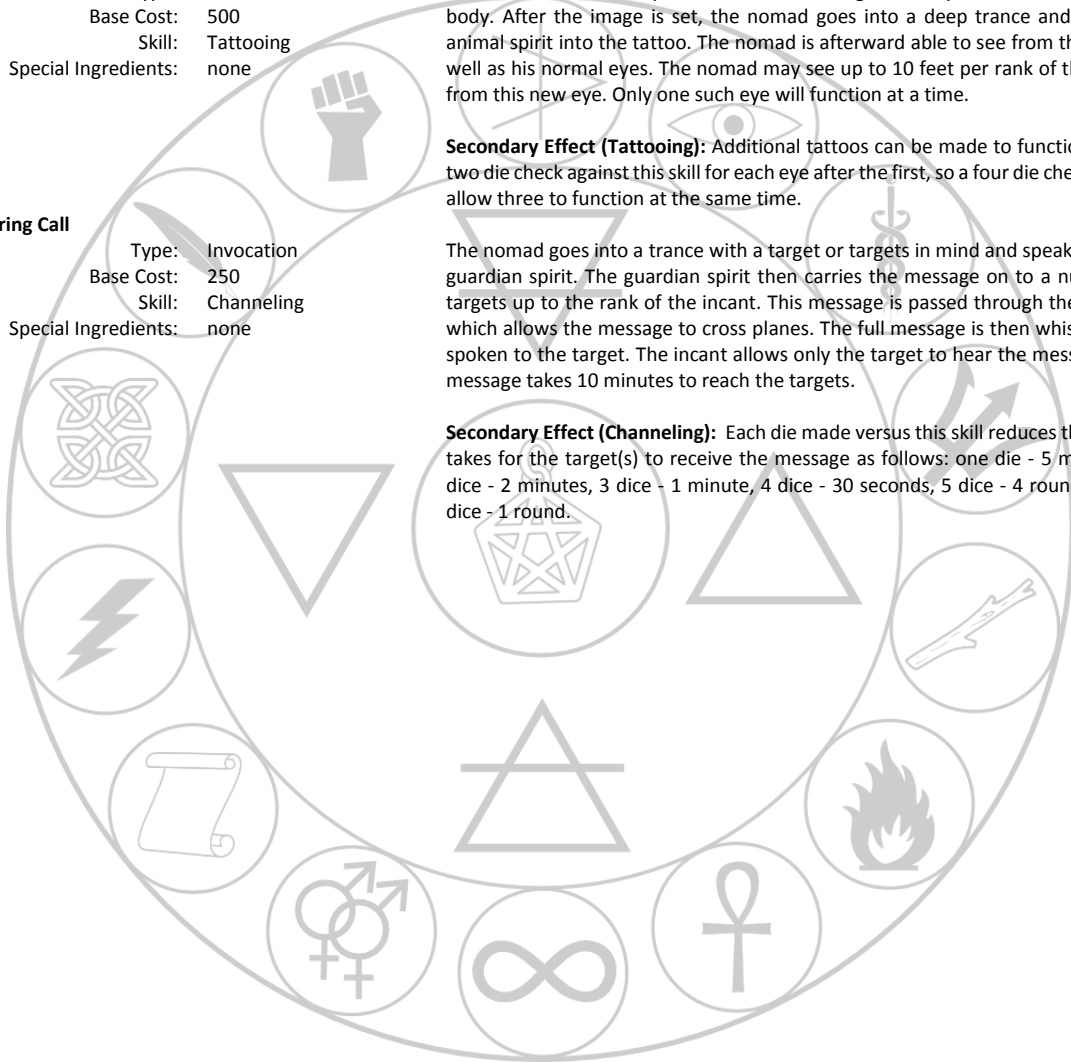 Base Cost: 500
Skill: Tattooing
Special Ingredients: none
body. After the image is set, the nomad goes into a deep trance and
animal spirit into the tattoo. The nomad is afterward able to see from th
well as his normal eyes. The nomad may see up to 10 feet per rank of th
from this new eye. Only one such eye will function at a time.
Secondary Effect (Tattooing): Additional tattoos can be made to functio
two die check against this skill for each eye after the first, so a four die che
allow three to function at the same time.
ring Call
Type: Invocation
Base Cost: 250
Skill: Channeling
Special Ingredients: none
The nomad goes into a trance with a target or targets in mind and speak
guardian spirit. The guardian spirit then carries the message on to a nu
targets up to the rank of the incant. This message is passed through the
which allows the message to cross planes. The full message is then whis
spoken to the target. The incant allows only the target to hear the mess
message takes 10 minutes to reach the targets.
Secondary Effect (Channeling): Each die made versus this skill reduces th
takes for the target(s) to receive the message as follows: one die - 5 m
dice - 2 minutes, 3 dice - 1 minute, 4 dice - 30 seconds, 5 dice - 4 roun
dice - 1 round.